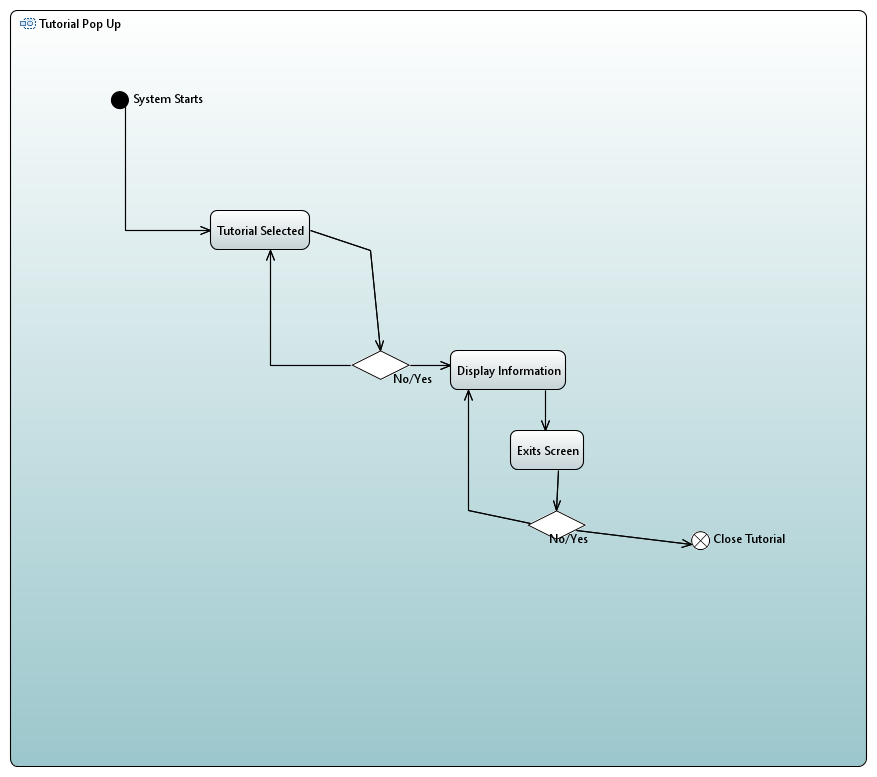 Tutorial Pop Up
System Starts
Tutorial Selected
Display Information
No/Yes
Exits Screen
No/Yes
Close Tutorial